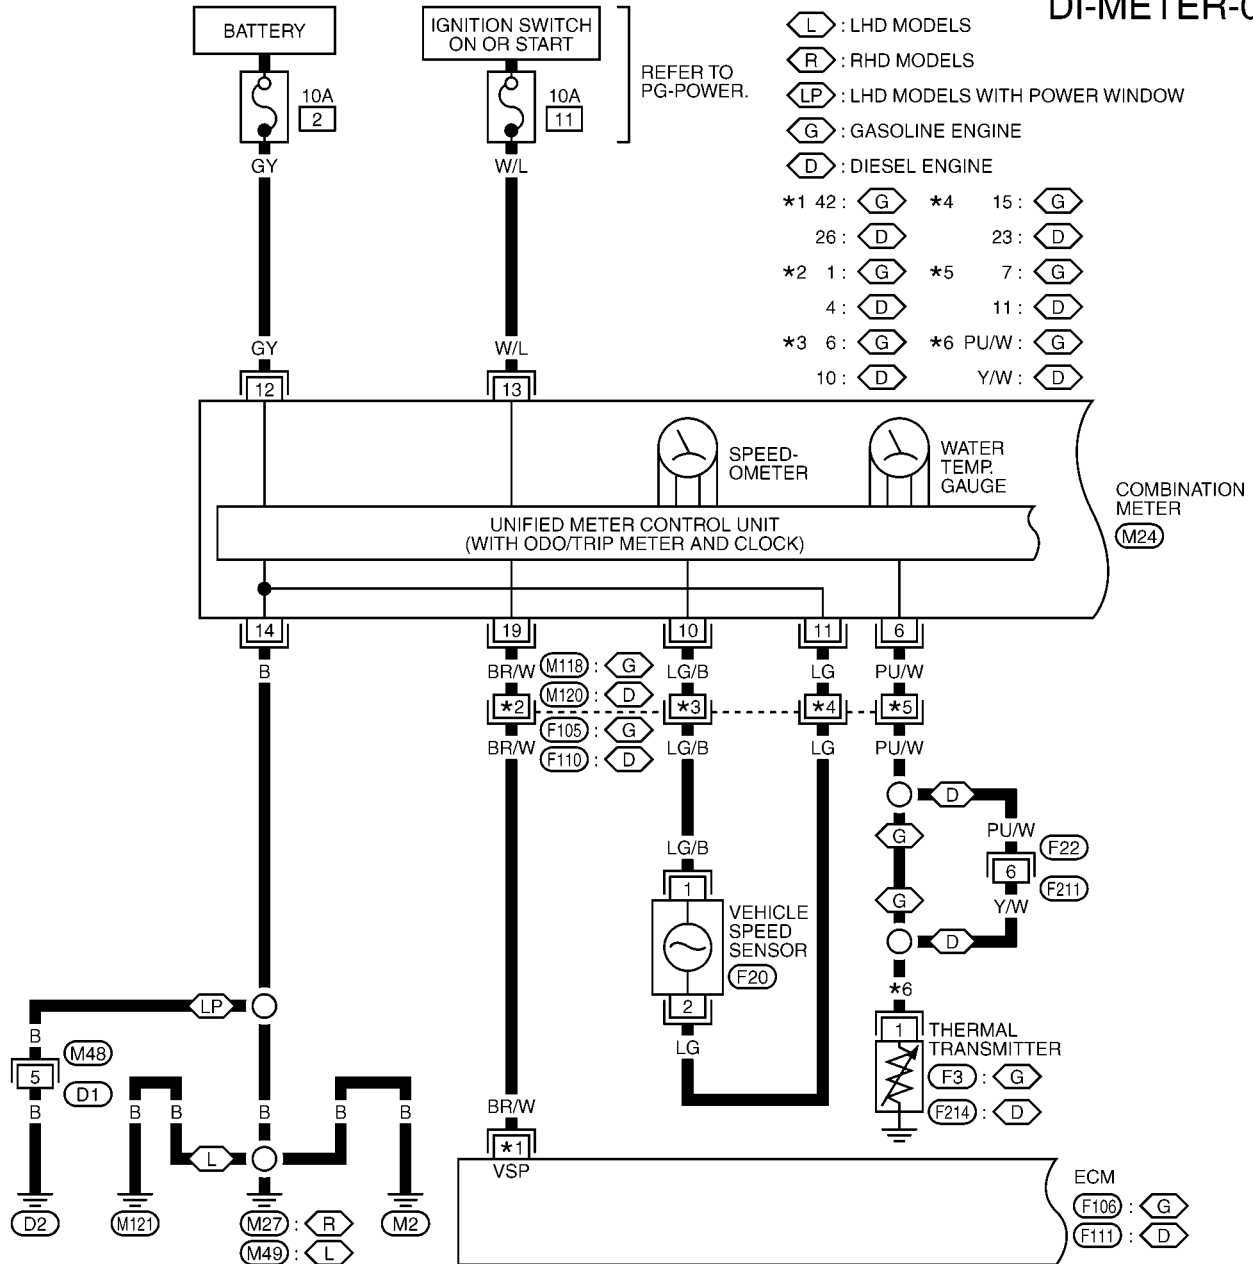 DI-METER-0
BATTERY
IGNITION SWITCH
ON OR START
REFER TO
PG-POWER.
10A
2
10A
11
L : LHD MODELS
R : RHD MODELS
LP : LHD MODELS WITH POWER WINDOW
G : GASOLINE ENGINE
D : DIESEL ENGINE
*1 42 : G *4 15 : G
26 : D 23 : D
*2 1 : G *5 7 : G
4 : D 11 : D
*3 6 : G *6 PU/W : G
10 : D Y/W : D
GY W/L
GY W/L
12 13
SPEED-
OMETER
WATER
TEMP.
GAUGE
COMBINATION
METER
M24
UNIFIED METER CONTROL UNIT
(WITH ODO/TRIP METER AND CLOCK)
14 19 10 11 6
B BR/W M118 : G LG/B LG PU/W
M120 : D
*2 *3 *4 *5
BR/W F105 : G LG/B LG PU/W
F110 : D
D
G PU/W F22
LG/B
6
1 F211
G Y/W
VEHICLE
SPEED
SENSOR
F20
D
2
*6
LG
1
THERMAL
TRANSMITTER
F3 : G
F214 : D
LP
B M48
5
D1
B B B B B B
BR/W
*1
VSP
L
D2 M121 M27 : R M2
M49 : L
ECM
F106 : G
F111 : D